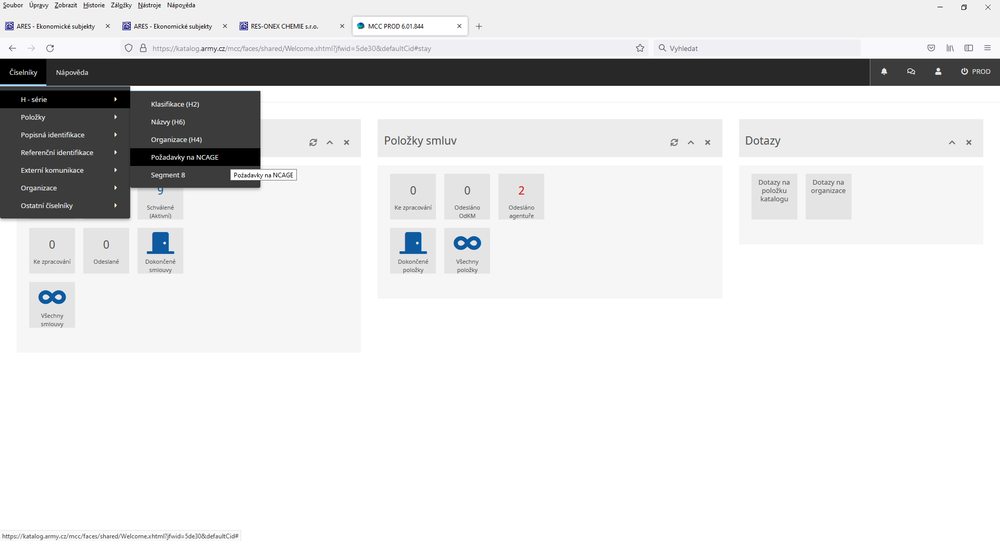 Soubor Úpravy Zobrazit Historie Záložky Nástroje Nápověda
ARES - Ekonomické subjekty
ARES - Ekonomické subjekty
RES-ONEX CHEMIE s.r.o.
MCC PROD 6.01.844
https://katalog.army.cz/mcc/faces/shared/Welcome.xhtml?jfwid=5de30&defaultCid#stay
Vyhledat
Číselníky
Nápověda
PROD
H - série
Položky
Popisná identifikace
Referenční identifikace
Externí komunikace
Organizace
Ostatní číselníky
Klasifikace (H2)
Názvy (H6)
Organizace (H4)
Požadavky na NCAGE
Segment 8
Požadavky na NCAGE
9
Schválené
(Aktivní)
0
Ke zpracování
0
Odeslané
Dokončené
smlouvy
Všechny
smlouvy
Položky smluv
0
Ke zpracování
0
Odesláno
OdKM
2
Odesláno
agentuře
Dokončené
položky
Všechny
položky
Dotazy
Dotazy na
položku
katalogu
Dotazy na
organizace
https://katalog.army.cz/mcc/faces/shared/Welcome.xhtml?jfwid=5de30&defaultCid#